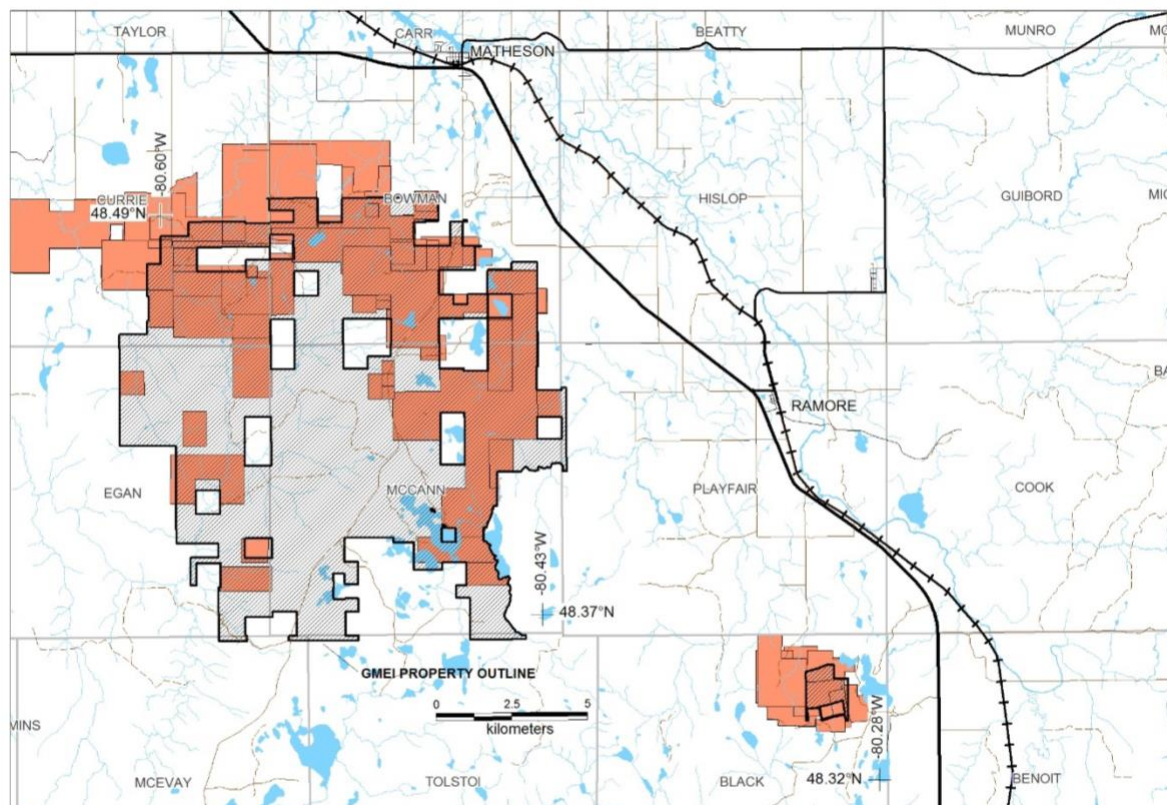 TAYLOR
CARR
BEATTY
MUNRO
MATHESON
-80.60°W
CURRIE
48.49°N
BOWMAN
HISLOP
GUIBORD
RAMORE
EGAN
MCCANN
PLAYFAIR
COOK
-80.43°W
48.37°N
GMEI PROPERTY OUTLINE
0 2.5 5
kilometers
-80.28°W
MINS
MCEVAY
TOLSTOI
BLACK
48.32°N
BENOIT